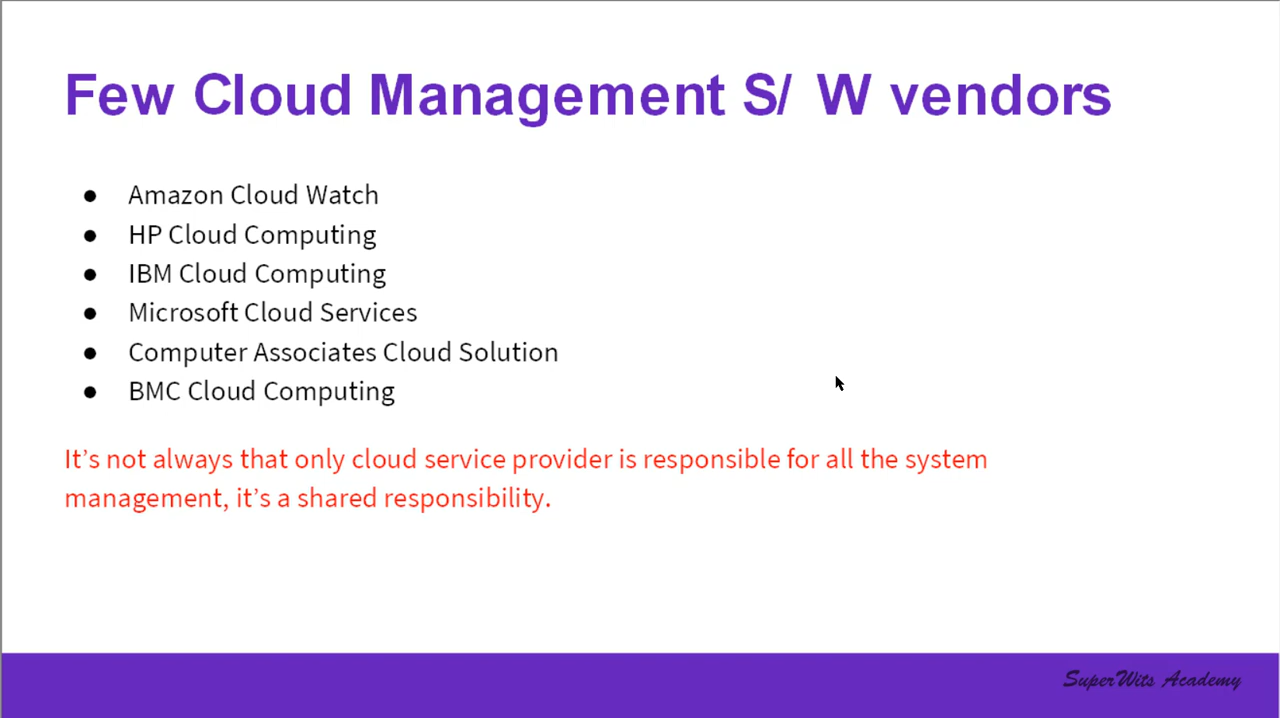 Few Cloud Management S/ W vendors
● Amazon Cloud Watch
● HP Cloud Computing
● IBM Cloud Computing
● Microsoft Cloud Services
● Computer Associates Cloud Solution
● BMC Cloud Computing
It’s not always that only cloud service provider is responsible for all the system
management, it’s a shared responsibility.
SuperWits Academy